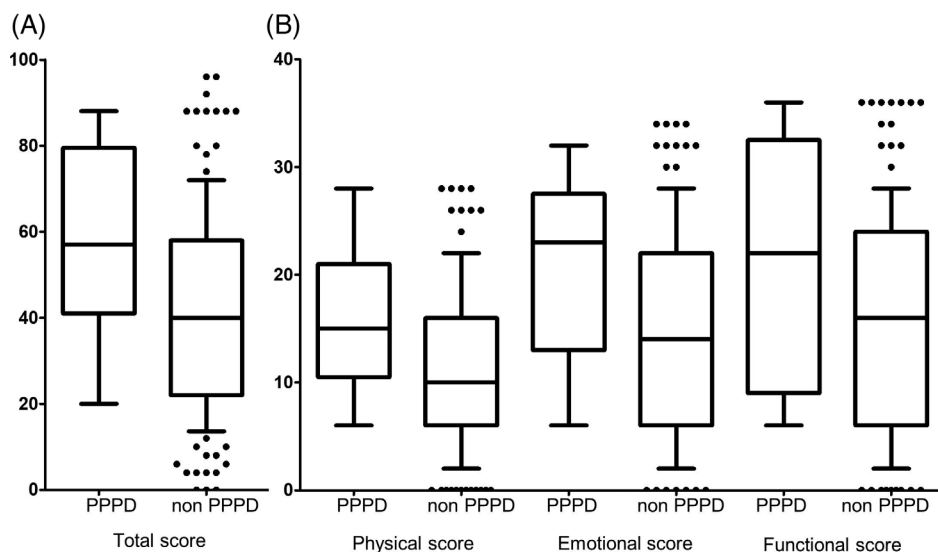 (A)
100
80
60
40
20
0
PPPD non PPPD
Total score
(B)
40
30
20
10
0
PPPD non PPPD PPPD non PPPD PPPD non PPPD
Physical score Emotional score Functional score